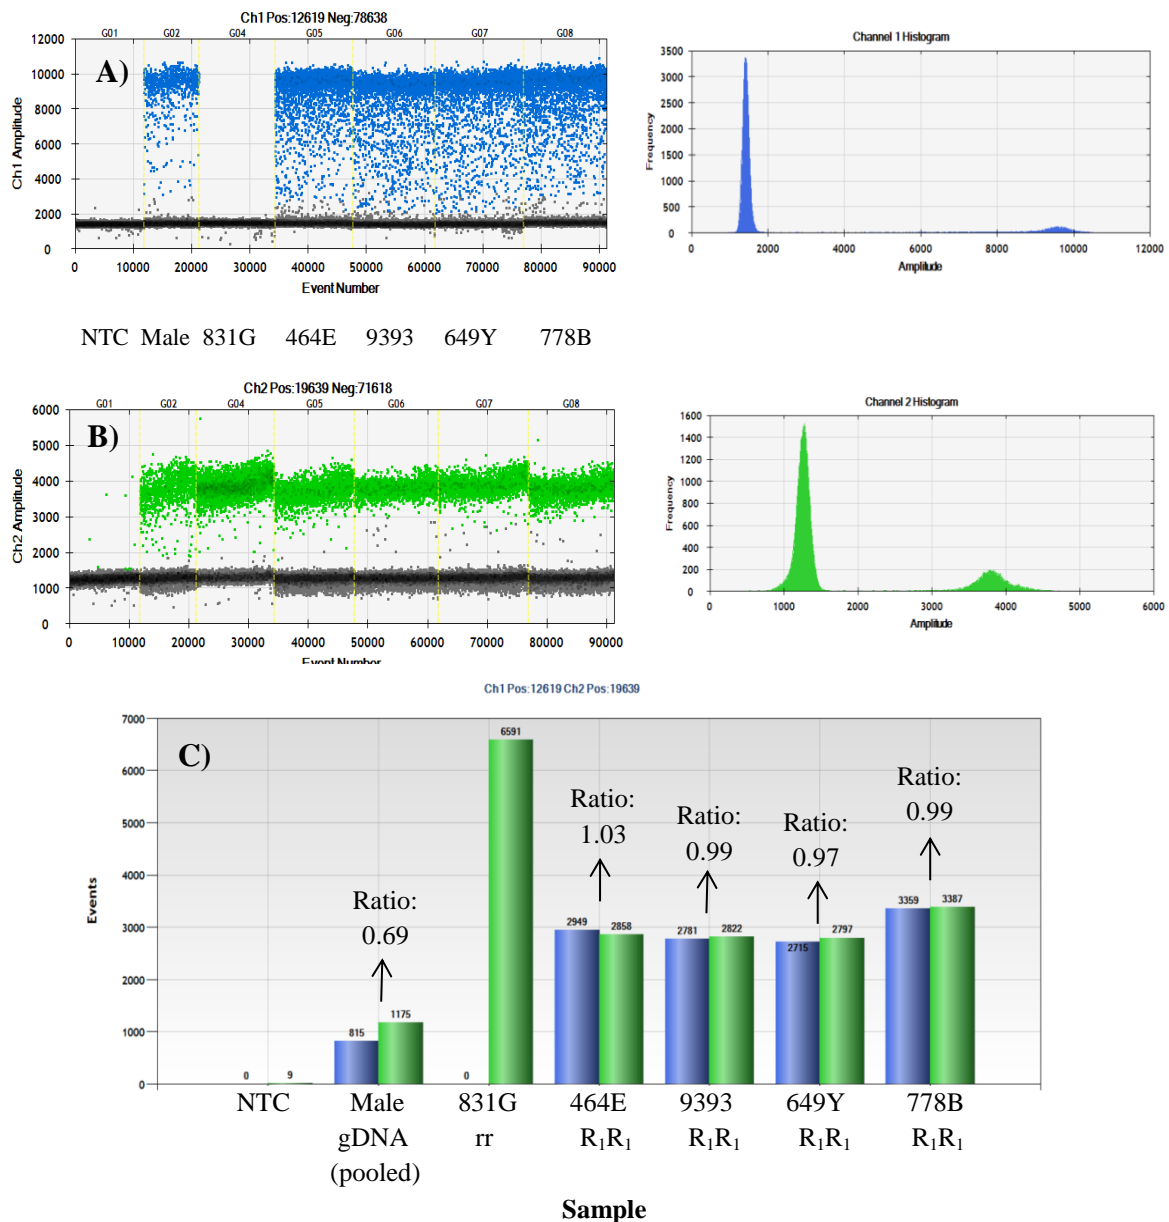 Ch1 Pos:12619 Neg:78638
G01 G02 G04 G05 G06 G07 G08
A)
12000
10000
8000
6000
4000
2000
0
Ch1 Amplitude
0 10000 20000 30000 40000 50000 60000 70000 80000 90000
Event Number
Channel 1 Histogram
3500
3000
2500
2000
1500
1000
500
0
Frequency
0 2000 4000 6000 8000 10000 12000
Amplitude
NTC Male 831G 464E 9393 649Y 778B
Ch2 Pos:19639 Neg:71618
G01 G02 G04 G05 G06 G07 G08
B)
6000
5000
4000
3000
2000
1000
0
Ch2 Amplitude
0 10000 20000 30000 40000 50000 60000 70000 80000 90000
Event Number
Channel 2 Histogram
1600
1400
1200
1000
800
600
400
200
0
Frequency
0 1000 2000 3000 4000 5000 6000
Amplitude
Ch1 Pos:12619 Ch2 Pos:19639
C)
7000
6000
5000
4000
3000
2000
1000
0
Events
0 9
Ratio:
0.69
815 1175
0 6591
Ratio:
1.03
2949 2858
Ratio:
0.99
2781 2822
Ratio:
0.97
2715 2797
Ratio:
0.99
3359 3387
NTC Male 831G 464E 9393 649Y 778B
gDNA rr R₁R₁ R₁R₁ R₁R₁ R₁R₁
(pooled)
Sample